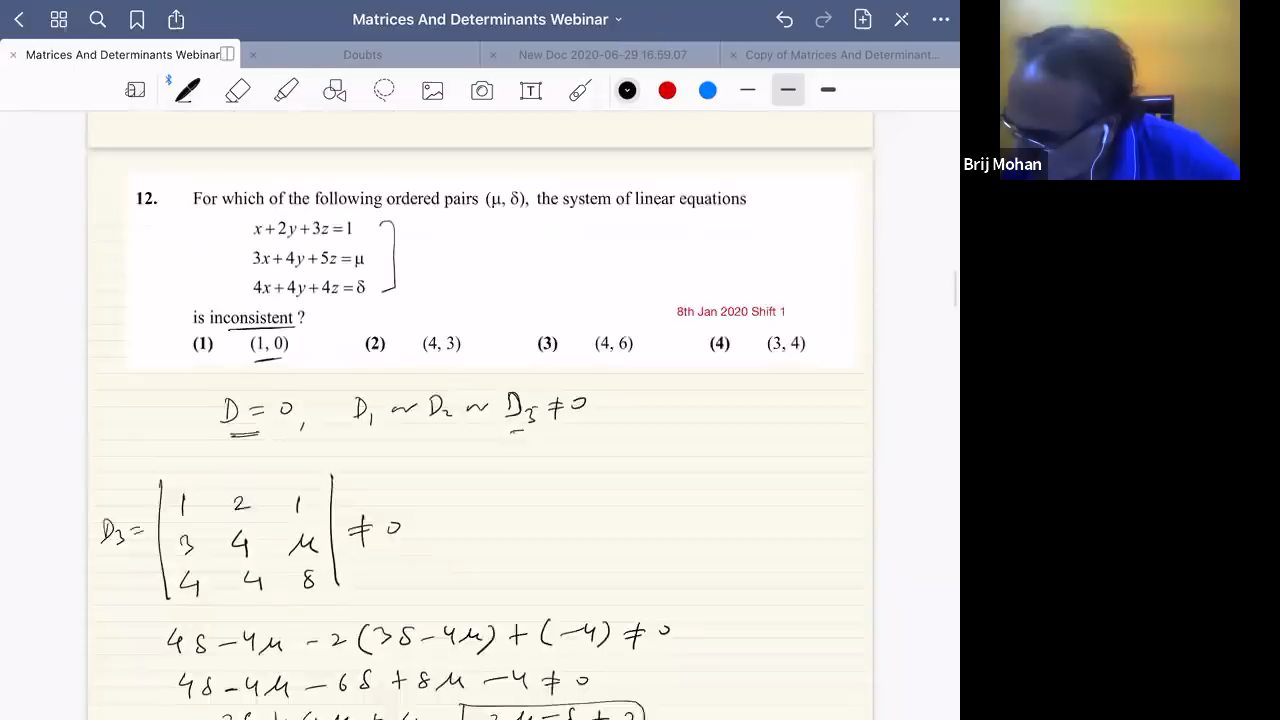 Matrices And Determinants Webinar
Matrices And Determinants Webinar
Doubts
New Doc 2020-06-29 16.59.07
Copy of Matrices And Determinant...
Brij Mohan
12. For which of the following ordered pairs (μ, δ), the system of linear equations
x+2y+3z=1
3x+4y+5z=μ
4x+4y+4z=δ
is inconsistent ?
8th Jan 2020 Shift 1
(1) (1, 0) (2) (4, 3) (3) (4, 6) (4) (3, 4)
D = 0, D₁ ~ D₂ ~ D₃ ≠ 0
1 2 1
D₃ = 3 4 μ ≠ 0
4 4 δ
4δ - 4μ - 2(3δ - 4μ) + (-4) ≠ 0
4δ - 4μ - 6δ + 8μ - 4 ≠ 0